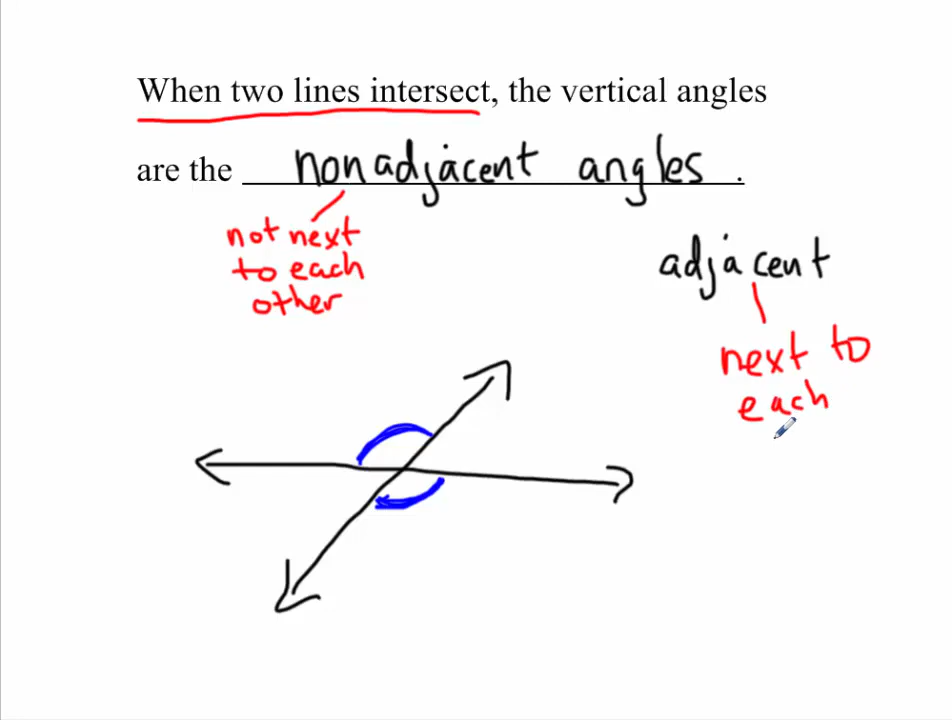 When two lines intersect, the vertical angles
are the nonadjacent angles .
not next
to each
other
adjacent
next to
each